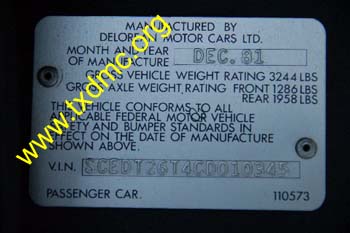 MANUFACTURED BY
DELOREAN MOTOR CARS LTD.
MONTH AND YEAR
OF MANUFACTURE DEC. 81
GROSS VEHICLE WEIGHT RATING 3244 LBS
GROSS AXLE WEIGHT RATING FRONT 1286 LBS
REAR 1958 LBS
THE VEHICLE CONFORMS TO ALL
APPLICABLE FEDERAL MOTOR VEHICLE
SAFETY AND BUMPER STANDARDS IN
EFFECT ON THE DATE OF MANUFACTURE
SHOWN ABOVE.
V.I.N. SCEDT26T4CD010945
PASSENGER CAR. 110573
www.txdmc.org